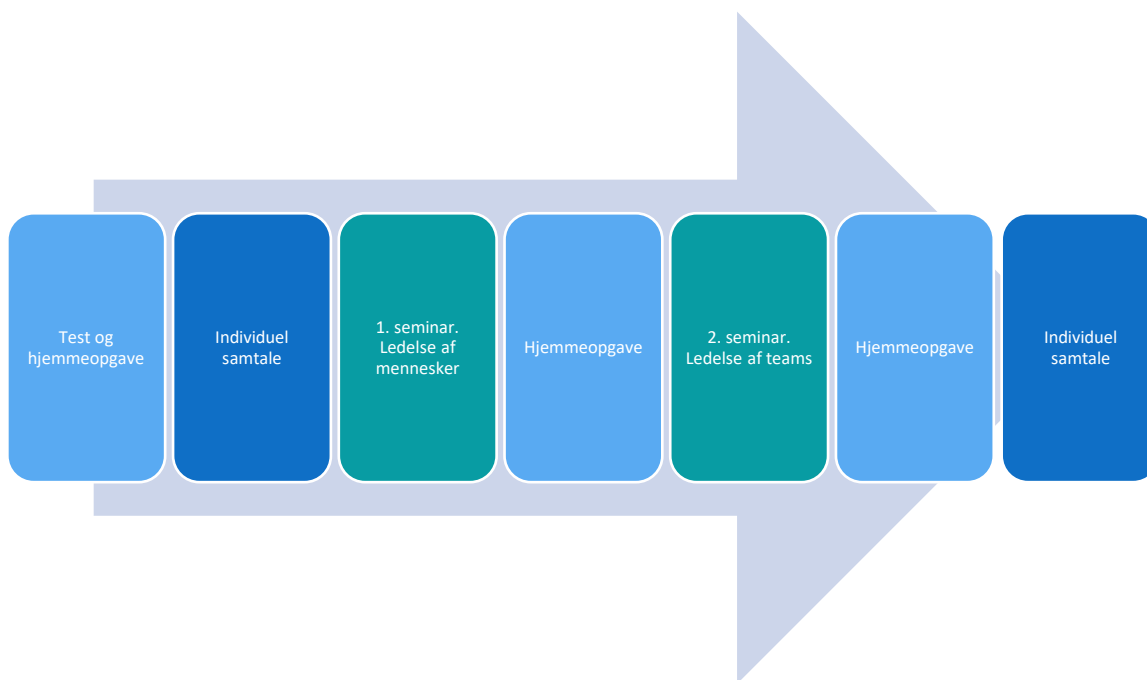 Test og
hjemmeopgave
Individuel
samtale
1. seminar.
Ledelse af
mennesker
Hjemmeopgave
2. seminar.
Ledelse af teams
Hjemmeopgave
Individuel
samtale